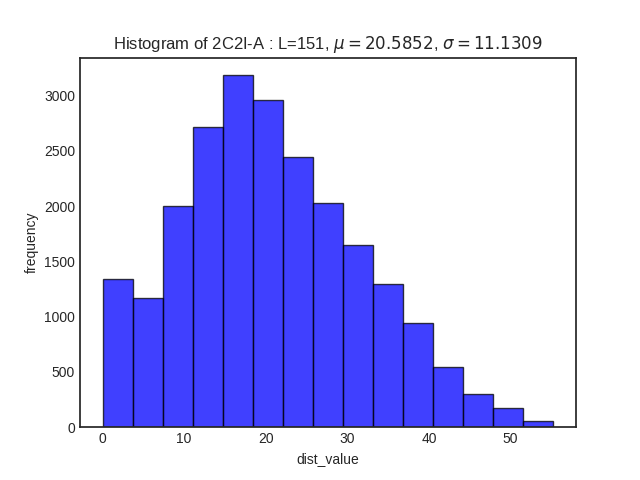 Histogram of 2C2I-A : L=151, μ = 20.5852, σ = 11.1309
3000
2500
2000
1500
1000
500
0
frequency
0 10 20 30 40 50
dist_value